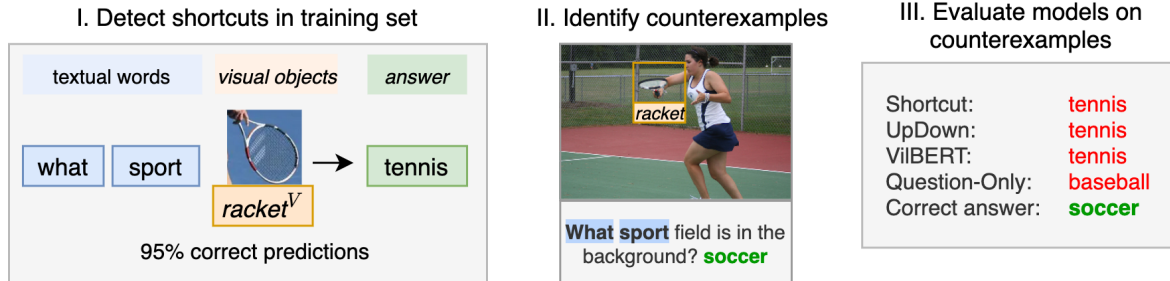 I. Detect shortcuts in training set
textual words
visual objects
answer
what
sport
racket^V
tennis
95% correct predictions
II. Identify counterexamples
racket
What sport field is in the
background? soccer
III. Evaluate models on
counterexamples
Shortcut: tennis
UpDown: tennis
VilBERT: tennis
Question-Only: baseball
Correct answer: soccer